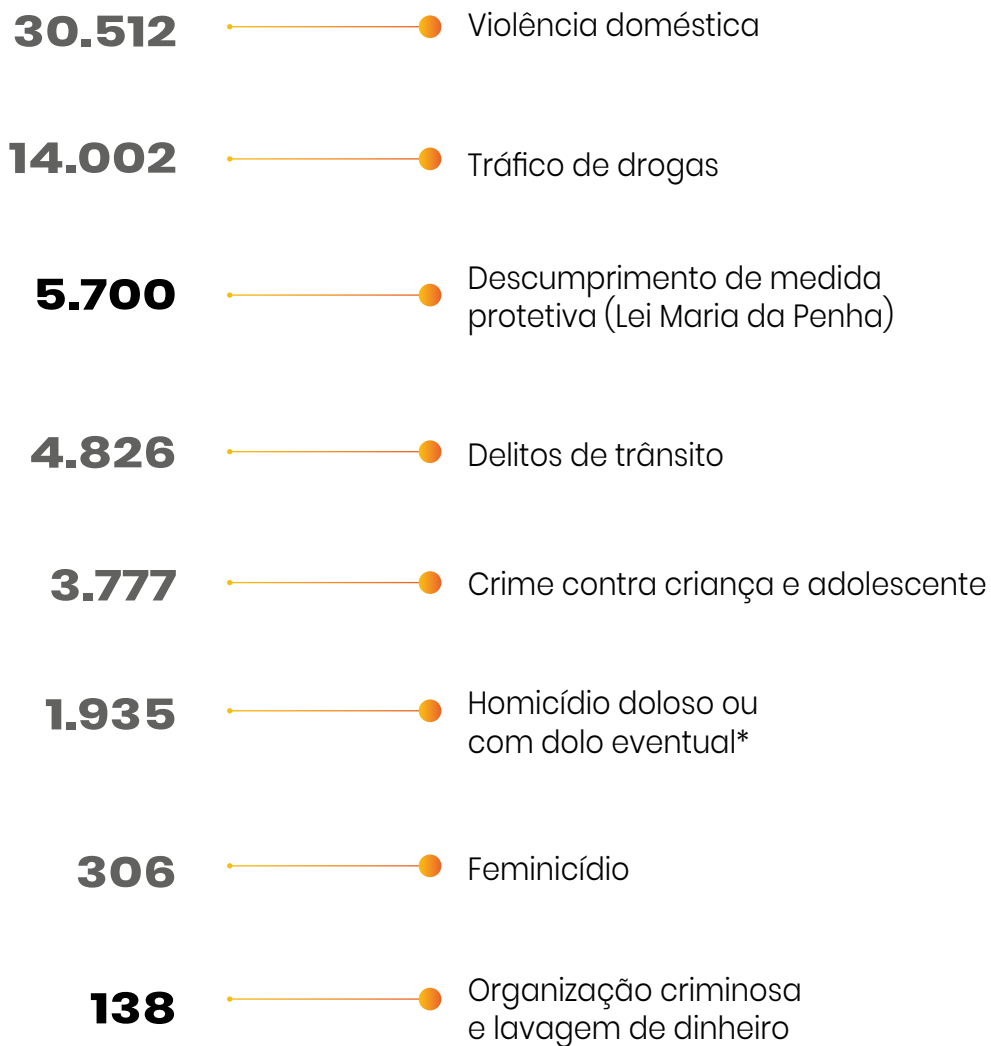 30.512
Violência doméstica
14.002
Tráfico de drogas
5.700
Descumprimento de medida
protetiva (Lei Maria da Penha)
4.826
Delitos de trânsito
3.777
Crime contra criança e adolescente
1.935
Homicídio doloso ou
com dolo eventual*
306
Feminicídio
138
Organização criminosa
e lavagem de dinheiro